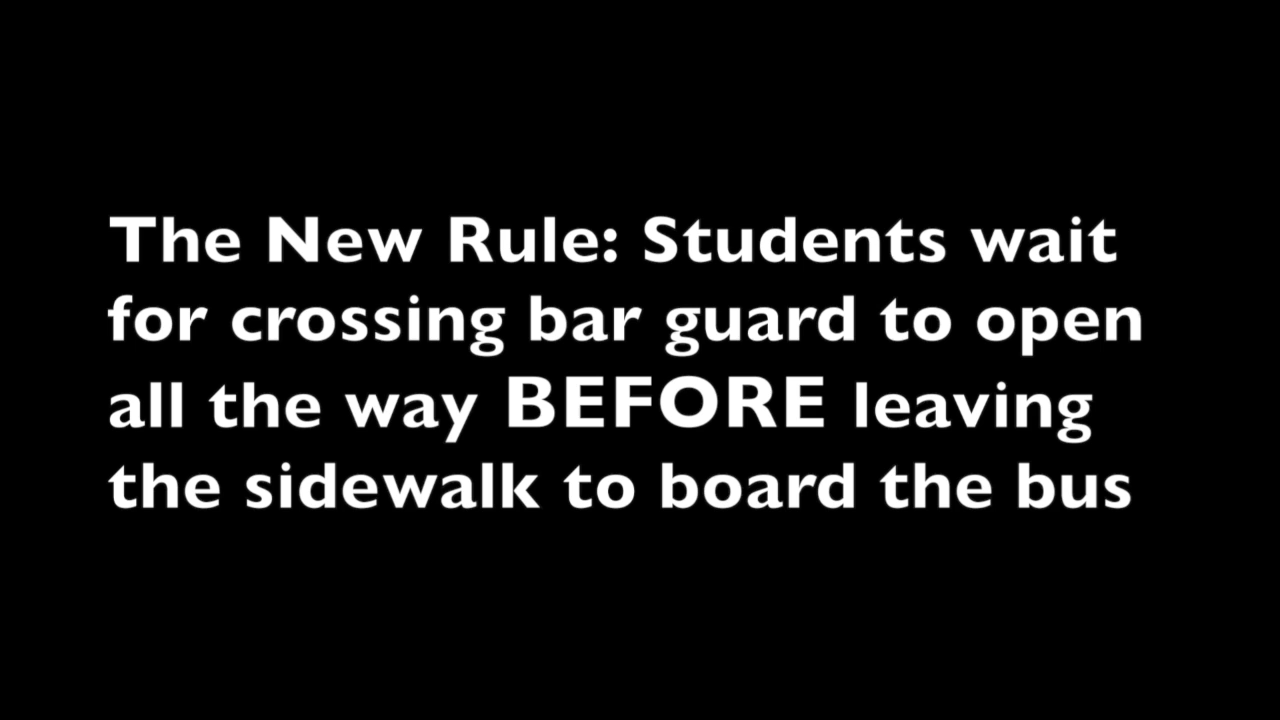 The New Rule: Students wait
for crossing bar guard to open
all the way BEFORE leaving
the sidewalk to board the bus